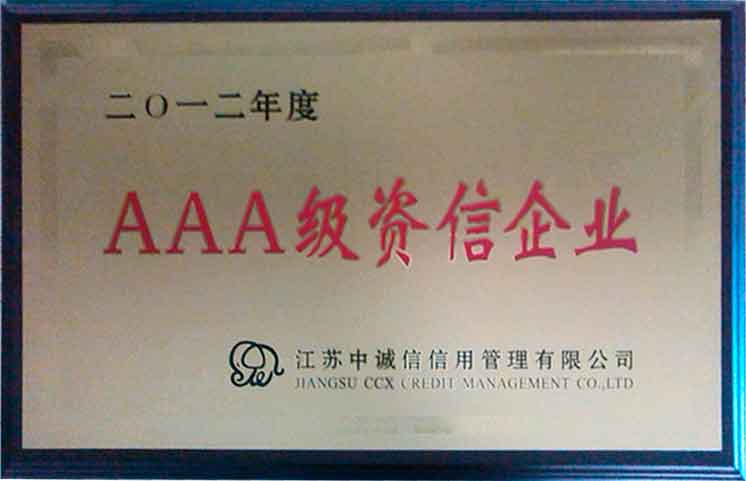 二〇一二年度
AAA级资信企业
江苏中诚信信用管理有限公司
JIANGSU CCX CREDIT MANAGEMENT CO.,LTD